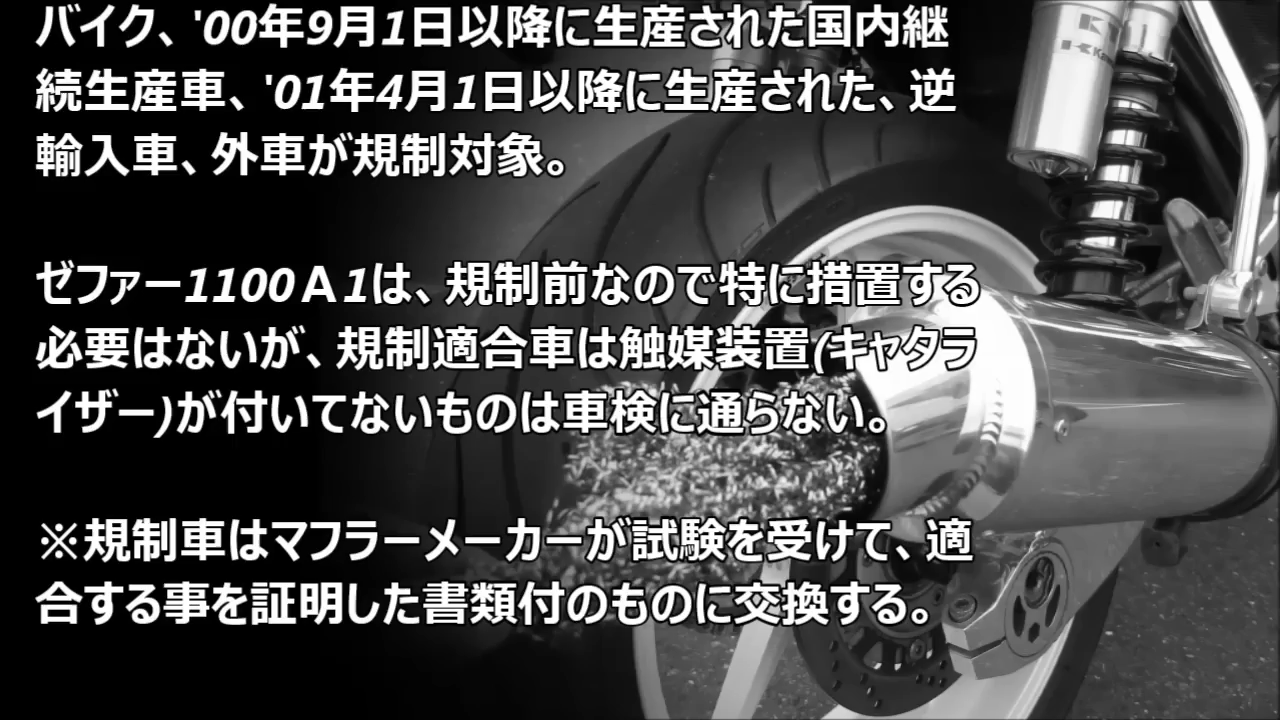 バイク、'00年9月1日以降に生産された国内継
続生産車、'01年4月1日以降に生産された、逆
輸入車、外車が規制対象。
ゼファー1100Ａ1は、規制前なので特に措置する
必要はないが、規制適合車は触媒装置(キャタラ
イザー)が付いてないものは車検に通らない。
※規制車はマフラーメーカーが試験を受けて、適
合する事を証明した書類付のものに交換する。